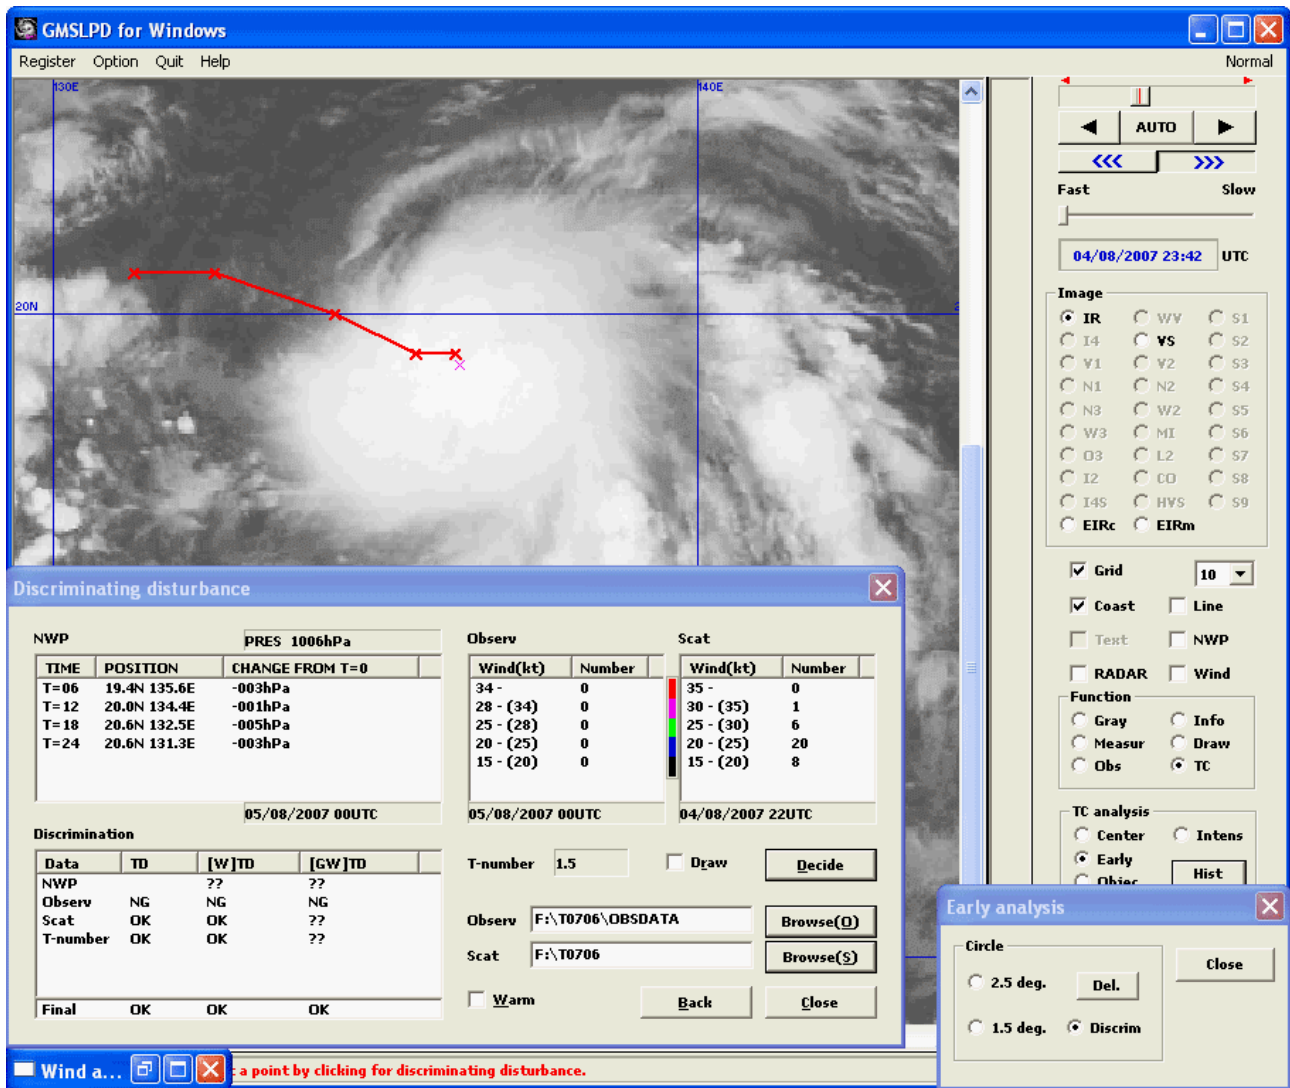 GMSLPD for Windows
Register Option Quit Help Normal
130E 140E
AUTO
<<< >>>
Fast Slow
04/08/2007 23:42 UTC
Image
IR WV S1
I4 VS S2
V1 V2 S3
N1 N2 S4
N3 W2 S5
W3 MI S6
O3 L2 S7
I2 CO S8
I4S HVS S9
EIRc EIRm
20N
Grid 10
Coast Line
Text NWP
RADAR Wind
Function
Gray Info
Measur Draw
Obs TC
TC analysis
Center Intens
Early
Hist
Discriminating disturbance
NWP PRES 1006hPa
TIME POSITION CHANGE FROM T=0
T=06 19.4N 135.6E -003hPa
T=12 20.0N 134.4E -001hPa
T=18 20.6N 132.5E -005hPa
T=24 20.6N 131.3E -003hPa
05/08/2007 00UTC
Observ
Wind(kt) Number
34 - 0
28 - (34) 0
25 - (28) 0
20 - (25) 0
15 - (20) 0
05/08/2007 00UTC
Scat
Wind(kt) Number
35 - 0
30 - (35) 1
25 - (30) 6
20 - (25) 20
15 - (20) 8
04/08/2007 22UTC
Discrimination
Data TD [W]TD [GW]TD
NWP ?? ??
Observ NG NG NG
Scat OK OK ??
T-number OK OK ??
Final OK OK OK
T-number 1.5 Draw Decide
Observ F:\T0706\OBSDATA Browse(O)
Scat F:\T0706 Browse(S)
Warm Back Close
Early analysis
Circle
2.5 deg. Del. Close
1.5 deg. Discrim
Wind a...
a point by clicking for discriminating disturbance.